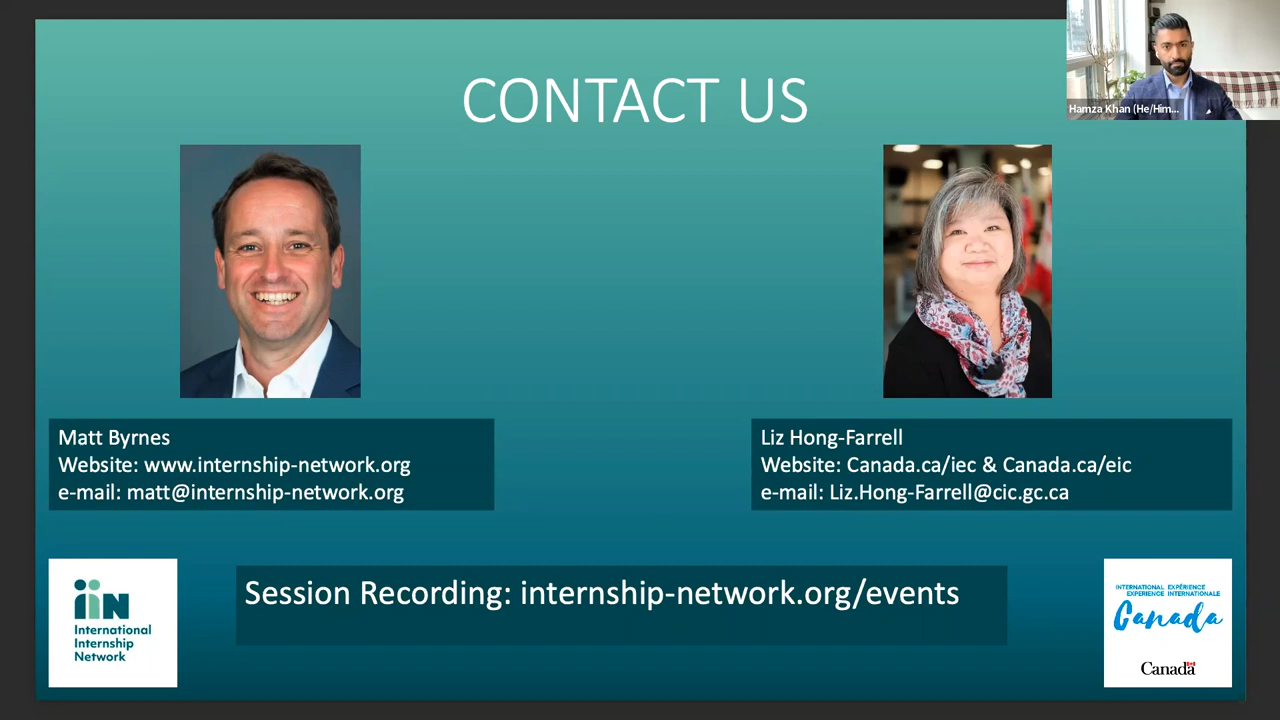 CONTACT US
Hamza Khan (He/Him...
Matt Byrnes
Website: www.internship-network.org
e-mail: matt@internship-network.org
Liz Hong-Farrell
Website: Canada.ca/iec & Canada.ca/eic
e-mail: Liz.Hong-Farrell@cic.gc.ca
iiN
International
Internship
Network
Session Recording: internship-network.org/events
INTERNATIONAL EXPÉRIENCE
EXPERIENCE INTERNATIONALE
Canada
Canada